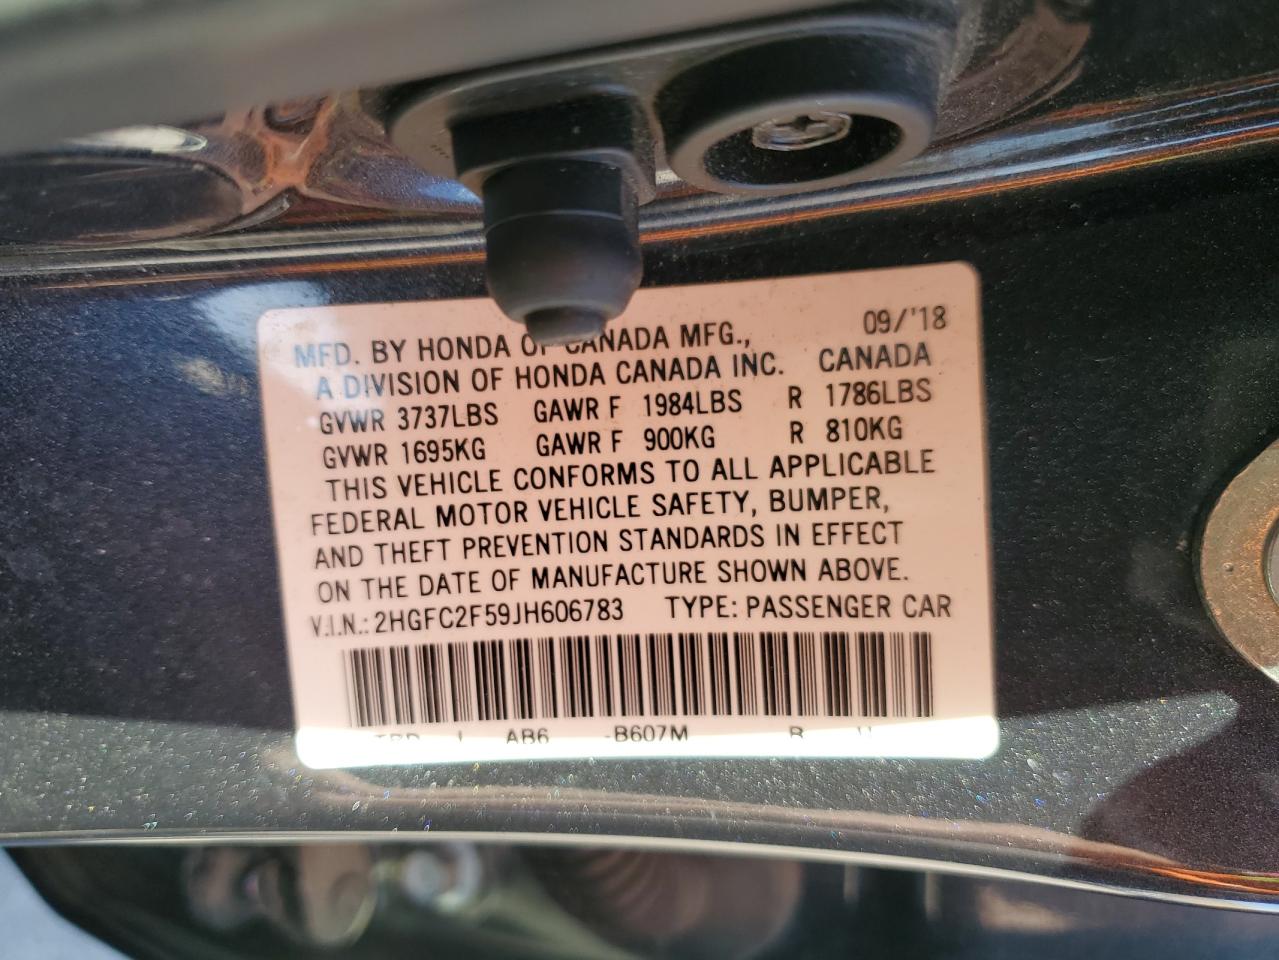 MFD. BY HONDA OF CANADA MFG., 09/'18
A DIVISION OF HONDA CANADA INC. CANADA
GVWR 3737LBS GAWR F 1984LBS R 1786LBS
GVWR 1695KG GAWR F 900KG R 810KG
THIS VEHICLE CONFORMS TO ALL APPLICABLE
FEDERAL MOTOR VEHICLE SAFETY, BUMPER,
AND THEFT PREVENTION STANDARDS IN EFFECT
ON THE DATE OF MANUFACTURE SHOWN ABOVE.
V.I.N.: 2HGFC2F59JH606783 TYPE: PASSENGER CAR
AB6 -B607M